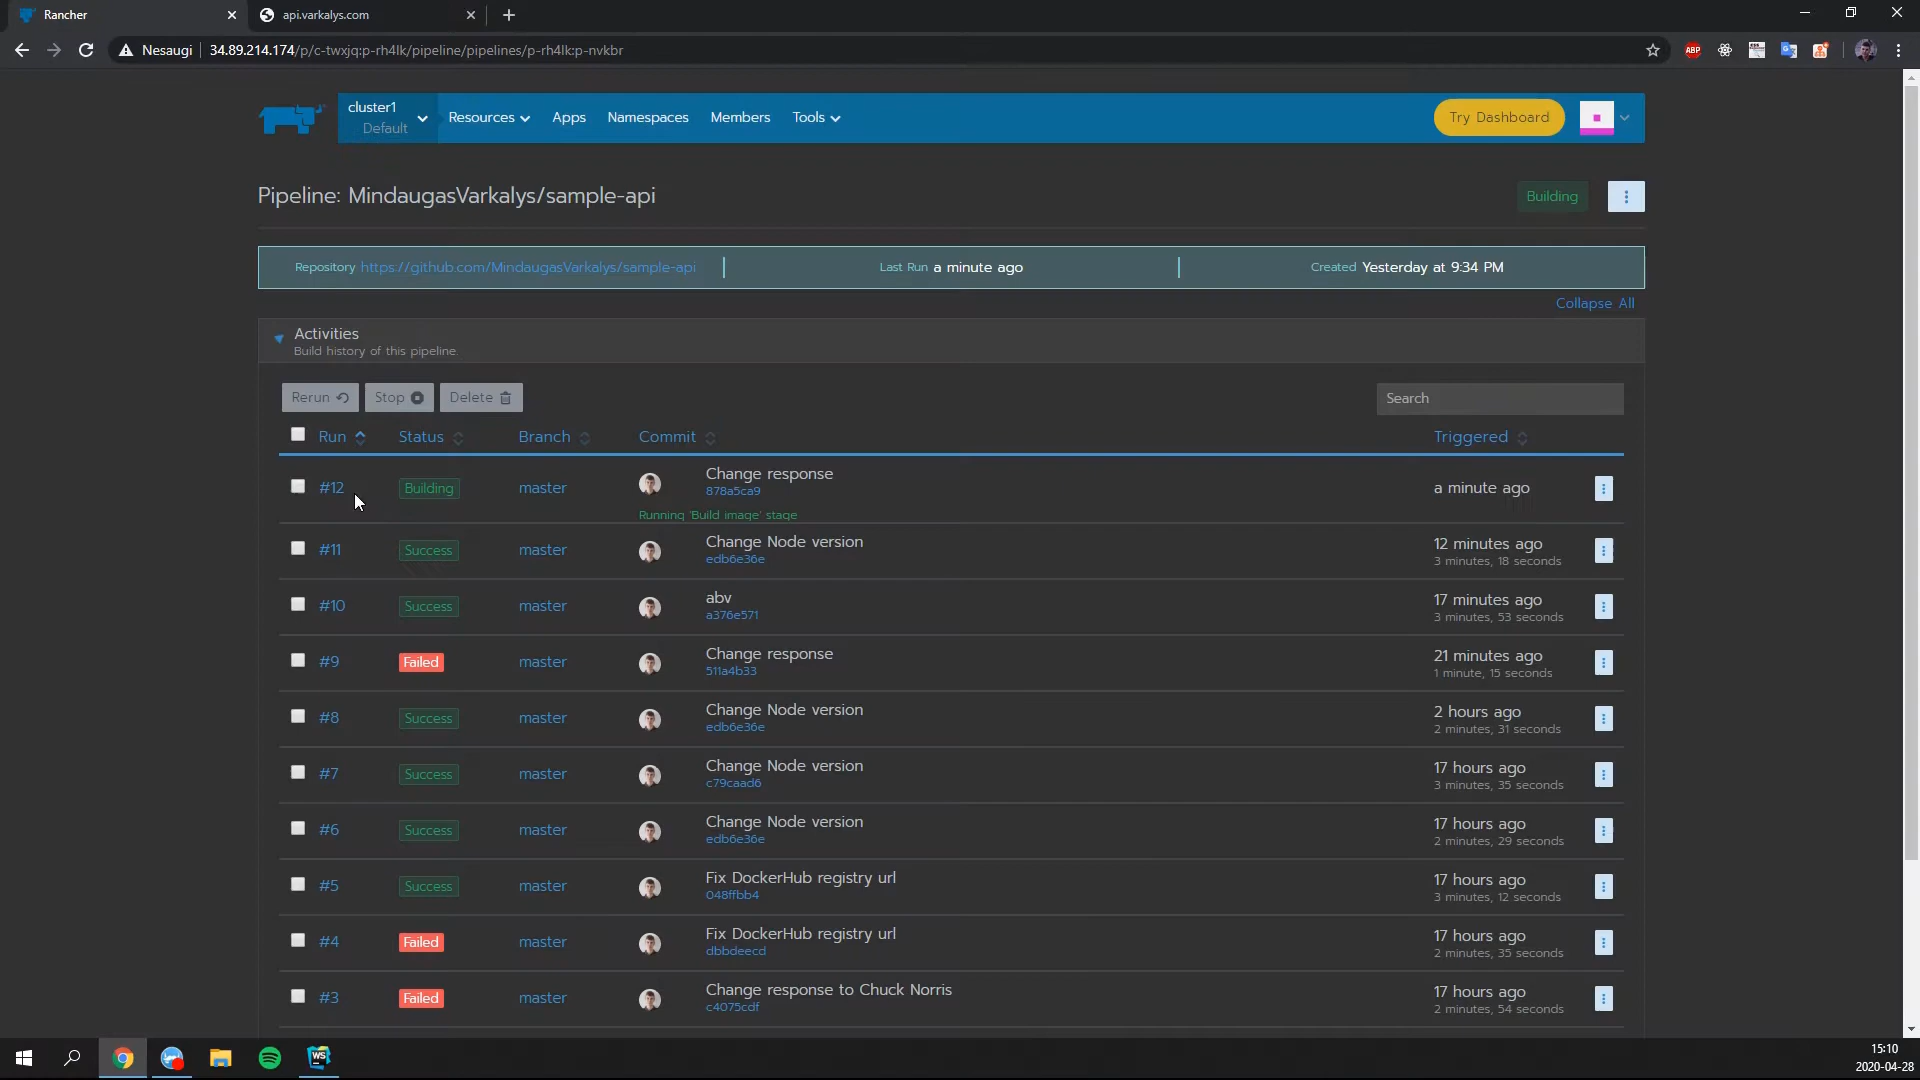 Rancher
api.varkalys.com
Nesaugi
34.89.214.174/p/c-twxjq:p-rh4lk/pipeline/pipelines/p-rh4lk:p-nvkbr
ABP
cluster1
Default
Resources
Apps
Namespaces
Members
Tools
Try Dashboard
Pipeline: MindaugasVarkalys/sample-api
Building
Repository https://github.com/MindaugasVarkalys/sample-api
Last Run a minute ago
Created Yesterday at 9:34 PM
Collapse All
Activities
Build history of this pipeline.
Rerun
Stop
Delete
Search
Run
Status
Branch
Commit
Triggered
#12
Building
master
Change response
878a5ca9
Running 'Build image' stage
a minute ago
#11
Success
master
Change Node version
edb6e36e
12 minutes ago
3 minutes, 18 seconds
#10
Success
master
abv
a376e571
17 minutes ago
3 minutes, 53 seconds
#9
Failed
master
Change response
511a4b33
21 minutes ago
1 minute, 15 seconds
#8
Success
master
Change Node version
edb6e36e
2 hours ago
2 minutes, 31 seconds
#7
Success
master
Change Node version
c79caad6
17 hours ago
3 minutes, 35 seconds
#6
Success
master
Change Node version
edb6e36e
17 hours ago
2 minutes, 29 seconds
#5
Success
master
Fix DockerHub registry url
048ffbb4
17 hours ago
3 minutes, 12 seconds
#4
Failed
master
Fix DockerHub registry url
dbbdeecd
17 hours ago
2 minutes, 35 seconds
#3
Failed
master
Change response to Chuck Norris
c4075cdf
17 hours ago
2 minutes, 54 seconds
WS
15:10
2020-04-28